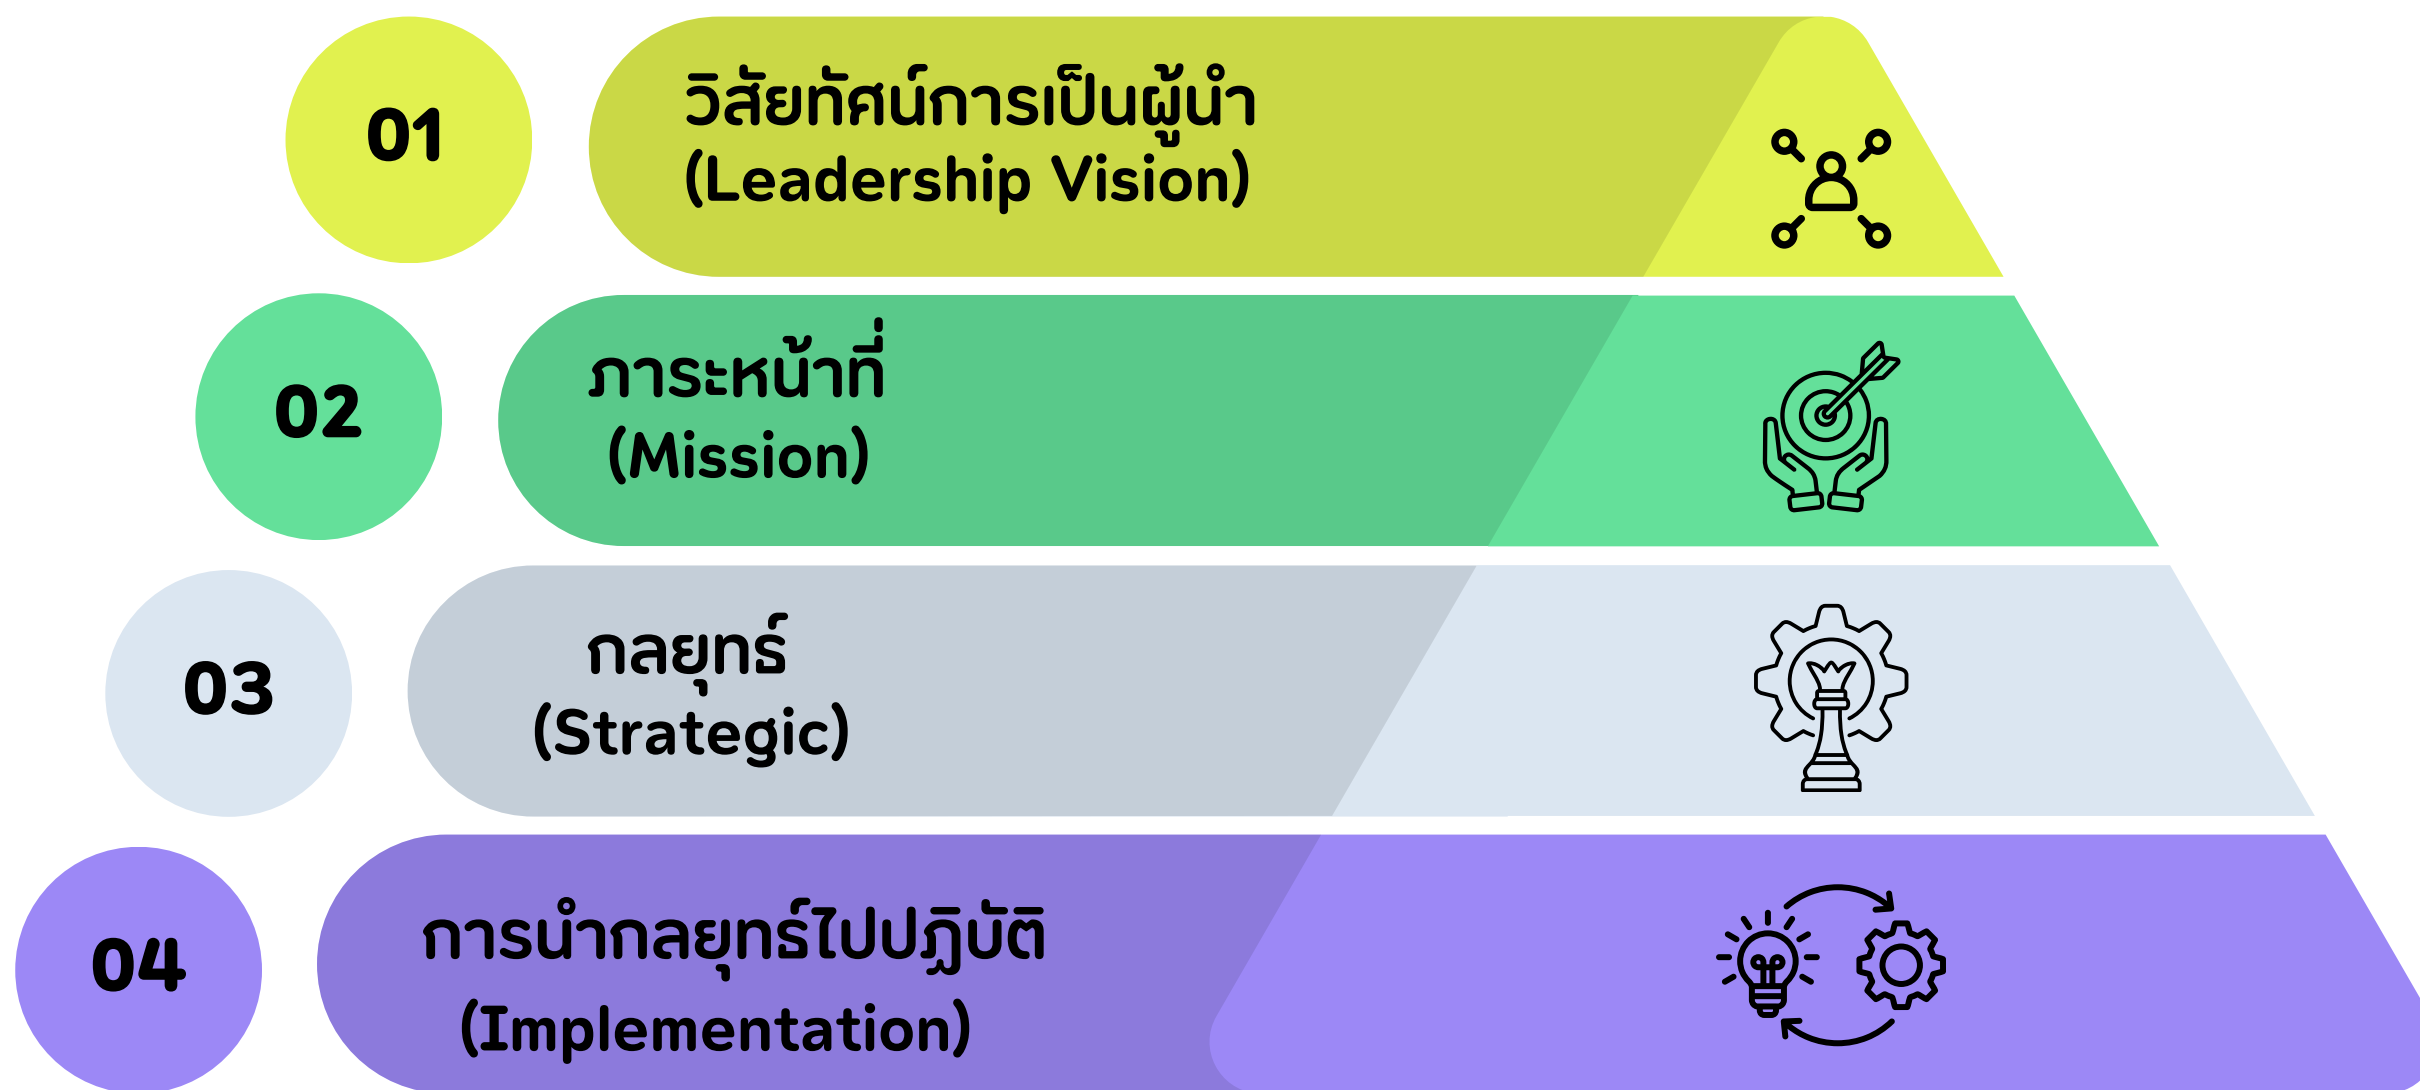 01
วิสัยทัศน์การเป็นผู้นำ
(Leadership Vision)
02
ภาระหน้าที่
(Mission)
03
กลยุทธ์
(Strategic)
04
การนำกลยุทธ์ไปปฏิบัติ
(Implementation)